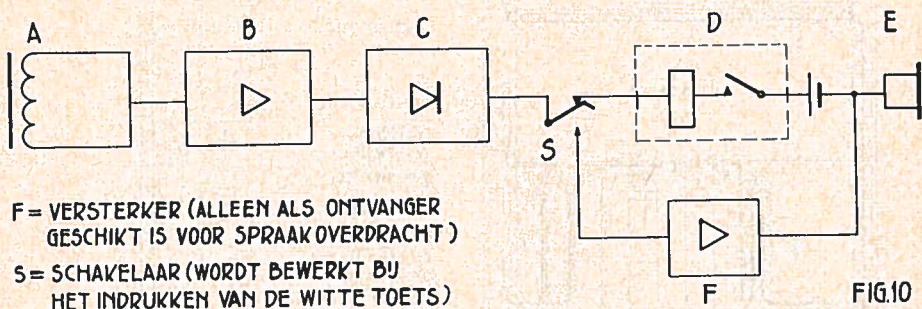 A
B
C
D
E
S
F = VERSTERKER (ALLEEN ALS ONTVANGER
GESCHIKT IS VOOR SPRAAKOVERDRACHT)
S = SCHAKELAAR (WORDT BEWERKT BIJ
HET INDRUKKEN VAN DE WITTE TOETS)
F
FIG.10